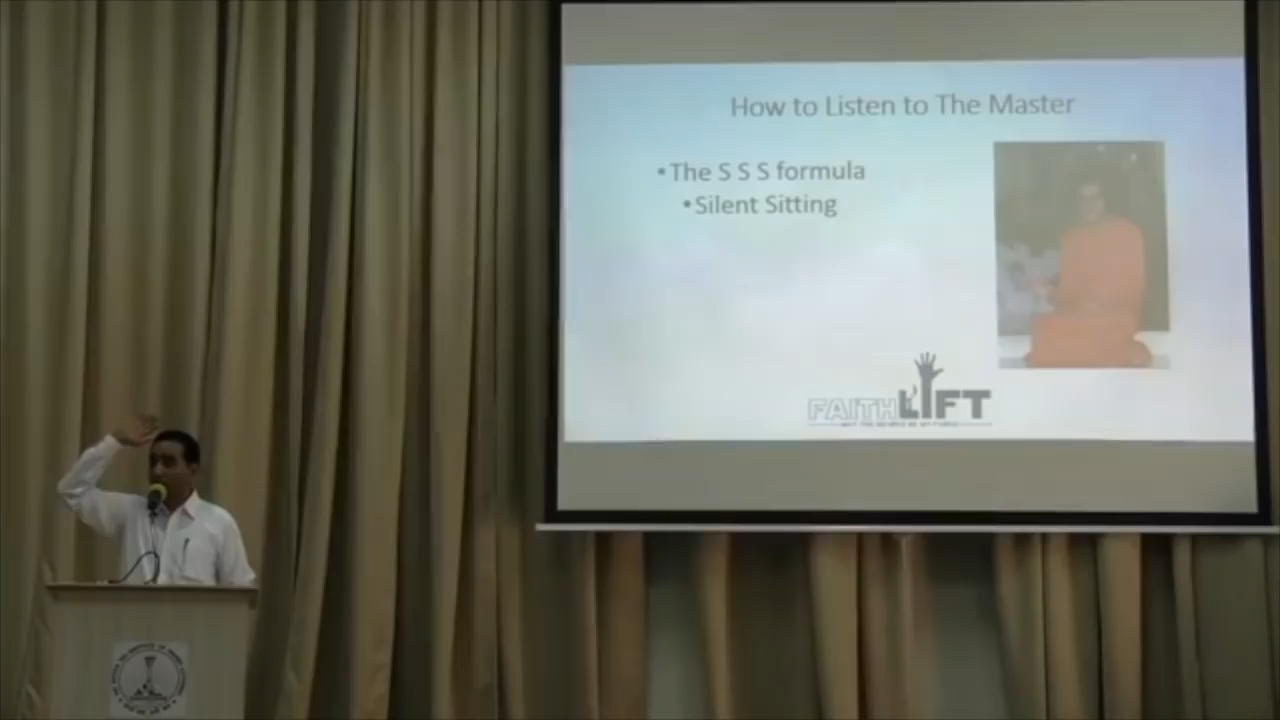 How to Listen to The Master
•The S S S formula
•Silent Sitting
FAITHLIFT